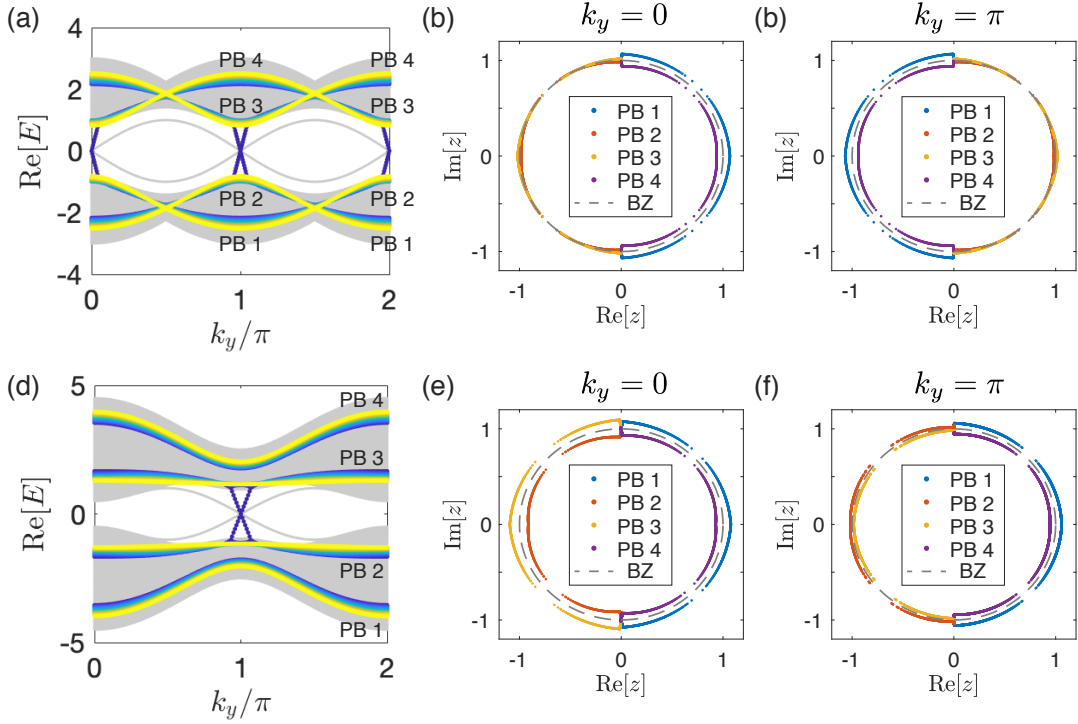 (a)
4
2
0
-2
-4
Re[E]
PB 4
PB 4
PB 3
PB 3
PB 2
PB 2
PB 1
PB 1
0
1
2
k_y/π
(b)
k_y = 0
1
0
-1
Im[z]
PB 1
PB 2
PB 3
PB 4
BZ
-1
0
1
Re[z]
(b)
k_y = π
1
0
-1
Im[z]
PB 1
PB 2
PB 3
PB 4
BZ
-1
0
1
Re[z]
(d)
5
0
-5
Re[E]
PB 4
PB 3
PB 2
PB 1
0
1
2
k_y/π
(e)
k_y = 0
1
0
-1
Im[z]
PB 1
PB 2
PB 3
PB 4
BZ
-1
0
1
Re[z]
(f)
k_y = π
1
0
-1
Im[z]
PB 1
PB 2
PB 3
PB 4
BZ
-1
0
1
Re[z]